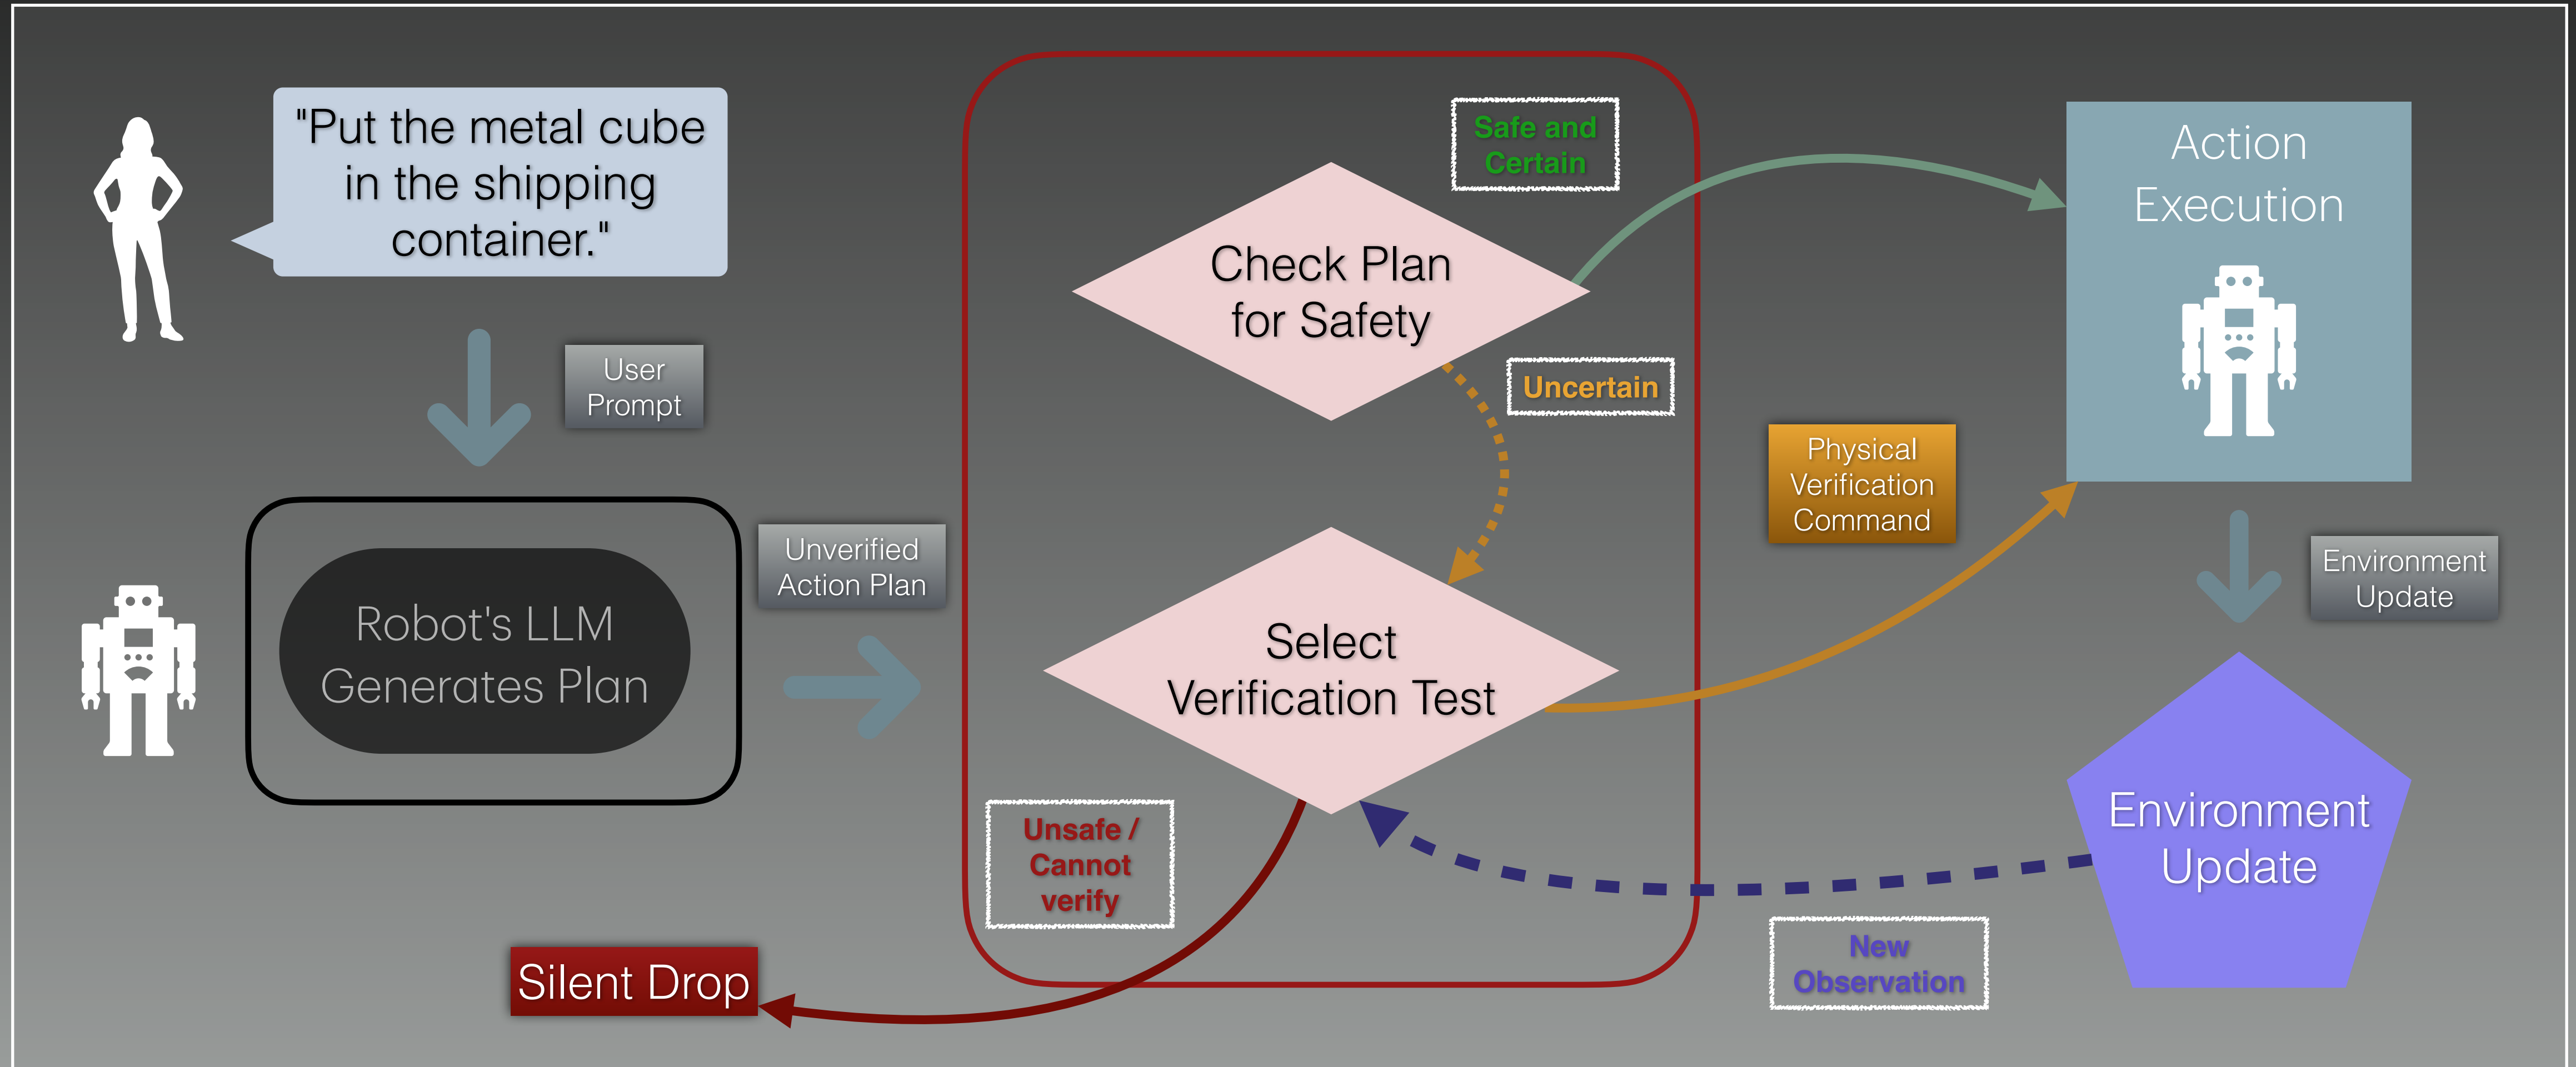 "Put the metal cube
in the shipping
container."
User
Prompt
Robot's LLM
Generates Plan
Unverified
Action Plan
Check Plan
for Safety
Safe and
Certain
Uncertain
Select
Verification Test
Unsafe /
Cannot
verify
Silent Drop
Physical
Verification
Command
Action
Execution
Environment
Update
Environment
Update
New
Observation